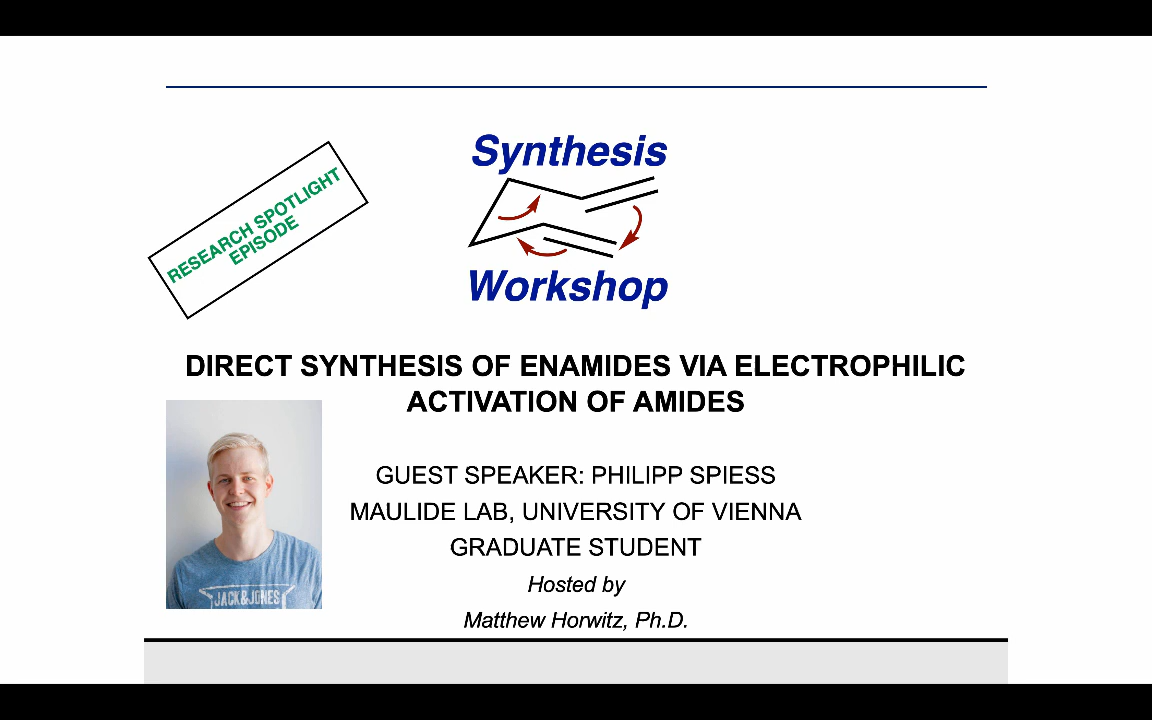 Synthesis
RESEARCH SPOTLIGHT
EPISODE
Workshop
DIRECT SYNTHESIS OF ENAMIDES VIA ELECTROPHILIC
ACTIVATION OF AMIDES
GUEST SPEAKER: PHILIPP SPIESS
MAULIDE LAB, UNIVERSITY OF VIENNA
GRADUATE STUDENT
Hosted by
Matthew Horwitz, Ph.D.
JACK&JONES